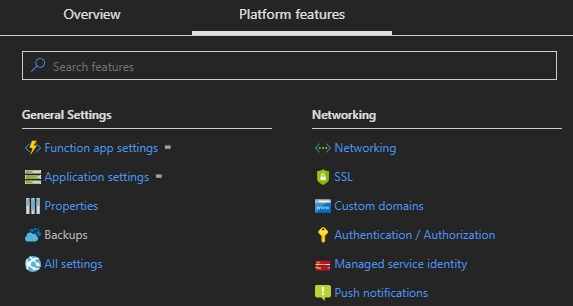 Overview
Platform features
Search features
General Settings
Function app settings
Application settings
Properties
Backups
All settings
Networking
Networking
SSL
Custom domains
Authentication / Authorization
Managed service identity
Push notifications